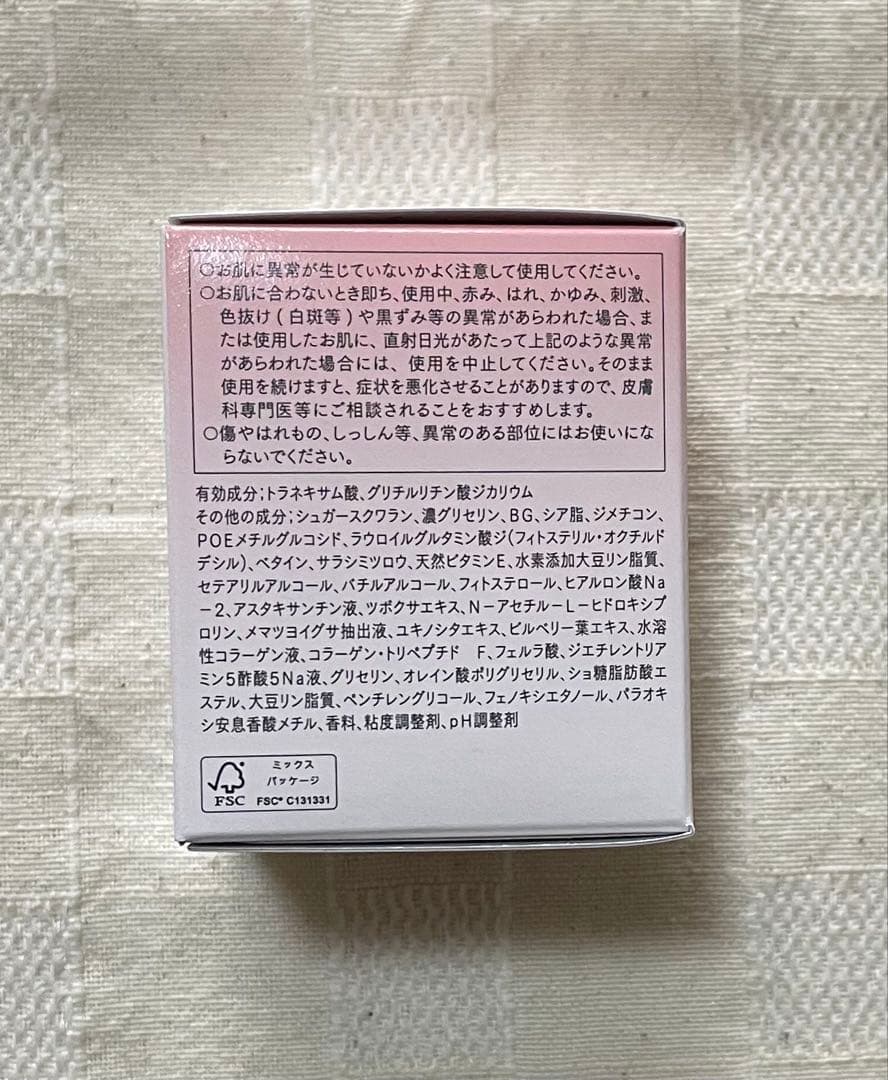 ○お肌に異常が生じていないかよく注意して使用してください。
○お肌に合わないとき即ち、使用中、赤み、はれ、かゆみ、刺激、
色抜け(白斑等)や黒ずみ等の異常があらわれた場合、ま
たは使用したお肌に、直射日光があたって上記のような異常
があらわれた場合には、使用を中止してください。そのまま
使用を続けますと、症状を悪化させることがありますので、皮膚
科専門医等にご相談されることをおすすめします。
○傷やはれもの、しっしん等、異常のある部位にはお使いにな
らないでください。
有効成分;トラネキサム酸、グリチルリチン酸ジカリウム
その他の成分;シュガースクワラン、濃グリセリン、BG、シア脂、ジメチコン、
POEメチルグルコシド、ラウロイルグルタミン酸ジ(フィトステリル・オクチルド
デシル)、ベタイン、サラシミツロウ、天然ビタミンE、水素添加大豆リン脂質、
セテアリルアルコール、バチルアルコール、フィトステロール、ヒアルロン酸Na
-2、アスタキサンチン液、ツボクサエキス、N-アセチル-L-ヒドロキシプ
ロリン、メマツヨイグサ抽出液、ユキノシタエキス、ビルベリー葉エキス、水溶
性コラーゲン液、コラーゲン・トリペプチド F、フェルラ酸、ジエチレントリア
ミン5酢酸5Na液、グリセリン、オレイン酸ポリグリセリル、ショ糖脂肪酸エ
ステル、大豆リン脂質、ペンチレングリコール、フェノキシエタノール、パラオキ
シ安息香酸メチル、香料、粘度調整剤、pH調整剤
ミックス
パッケージ
FSC
FSC® C131331